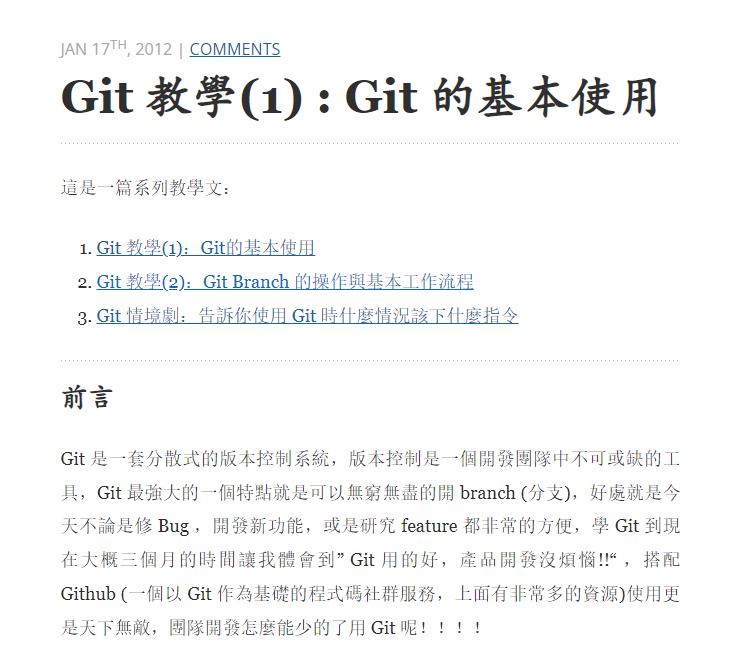 JAN 17TH, 2012 | COMMENTS
Git 教學(1) : Git 的基本使用
這是一篇系列教學文：
1. Git 教學(1)：Git的基本使用
2. Git 教學(2)：Git Branch 的操作與基本工作流程
3. Git 情境劇：告訴你使用 Git 時什麼情況該下什麼指令
前言
Git 是一套分散式的版本控制系統，版本控制是一個開發團隊中不可或缺的工
具，Git 最強大的一個特點就是可以無窮無盡的開 branch (分支)，好處就是今
天不論是修 Bug ，開發新功能，或是研究 feature 都非常的方便，學 Git 到現
在大概三個月的時間讓我體會到” Git 用的好，產品開發沒煩惱!!“ ，搭配
Github (一個以 Git 作為基礎的程式碼社群服務，上面有非常多的資源)使用更
是天下無敵，團隊開發怎麼能少的了用 Git 呢！！！！